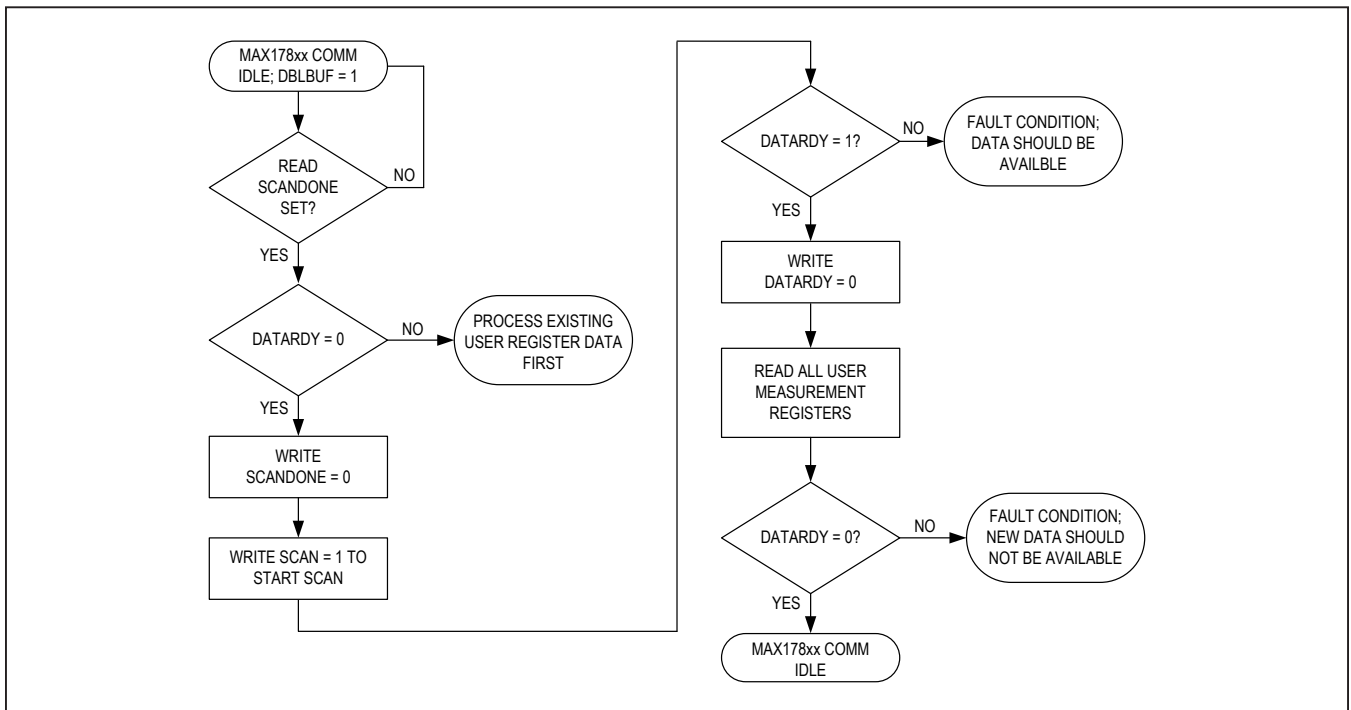 MAX178xx COMM
IDLE; DBLBUF = 1
READ
SCANDONE
SET?
NO
YES
DATARDY = 0
NO
PROCESS EXISTING
USER REGISTER DATA
FIRST
YES
WRITE
SCANDONE = 0
WRITE SCAN = 1 TO
START SCAN
DATARDY = 1?
NO
FAULT CONDITION;
DATA SHOULD BE
AVAILBLE
YES
WRITE
DATARDY = 0
READ ALL USER
MEASUREMENT
REGISTERS
DATARDY = 0?
NO
FAULT CONDITION;
NEW DATA SHOULD
NOT BE AVAILABLE
YES
MAX178xx COMM
IDLE